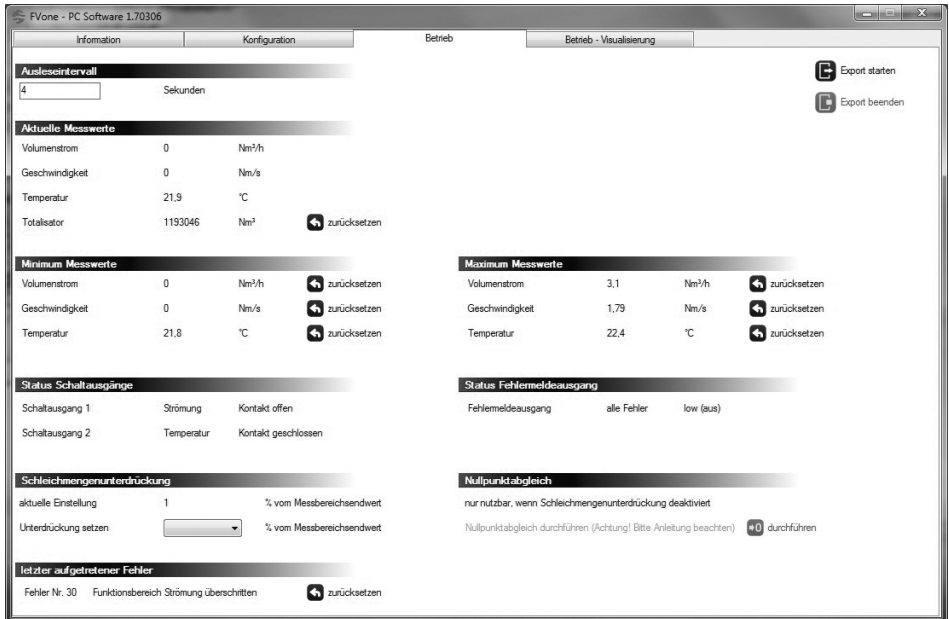 FVone - PC Software 1.70306
Information Konfiguration Betrieb Betrieb - Visualisierung
Ausleseintervall
4 Sekunden
Export starten
Export beenden
Aktuelle Messwerte
Volumenstrom 0 Nm³/h
Geschwindigkeit 0 Nm/s
Temperatur 21,9 °C
Totalisator 1193046 Nm³ zurücksetzen
Minimum Messwerte
Volumenstrom 0 Nm³/h zurücksetzen
Geschwindigkeit 0 Nm/s zurücksetzen
Temperatur 21,8 °C zurücksetzen
Maximum Messwerte
Volumenstrom 3,1 Nm³/h zurücksetzen
Geschwindigkeit 1,79 Nm/s zurücksetzen
Temperatur 22,4 °C zurücksetzen
Status Schaltausgänge
Schaltausgang 1 Strömung Kontakt offen
Schaltausgang 2 Temperatur Kontakt geschlossen
Status Fehlermeldeausgang
Fehlermeldeausgang alle Fehler low (aus)
Schleichmengenunterdrückung
aktuelle Einstellung 1 % vom Messbereichsendwert
Unterdrückung setzen % vom Messbereichsendwert
Nullpunktabgleich
nur nutzbar, wenn Schleichmengenunterdrückung deaktiviert
Nullpunktabgleich durchführen (Achtung! Bitte Anleitung beachten) 0 durchführen
letzter aufgetretener Fehler
Fehler Nr. 30 Funktionsbereich Strömung überschritten zurücksetzen